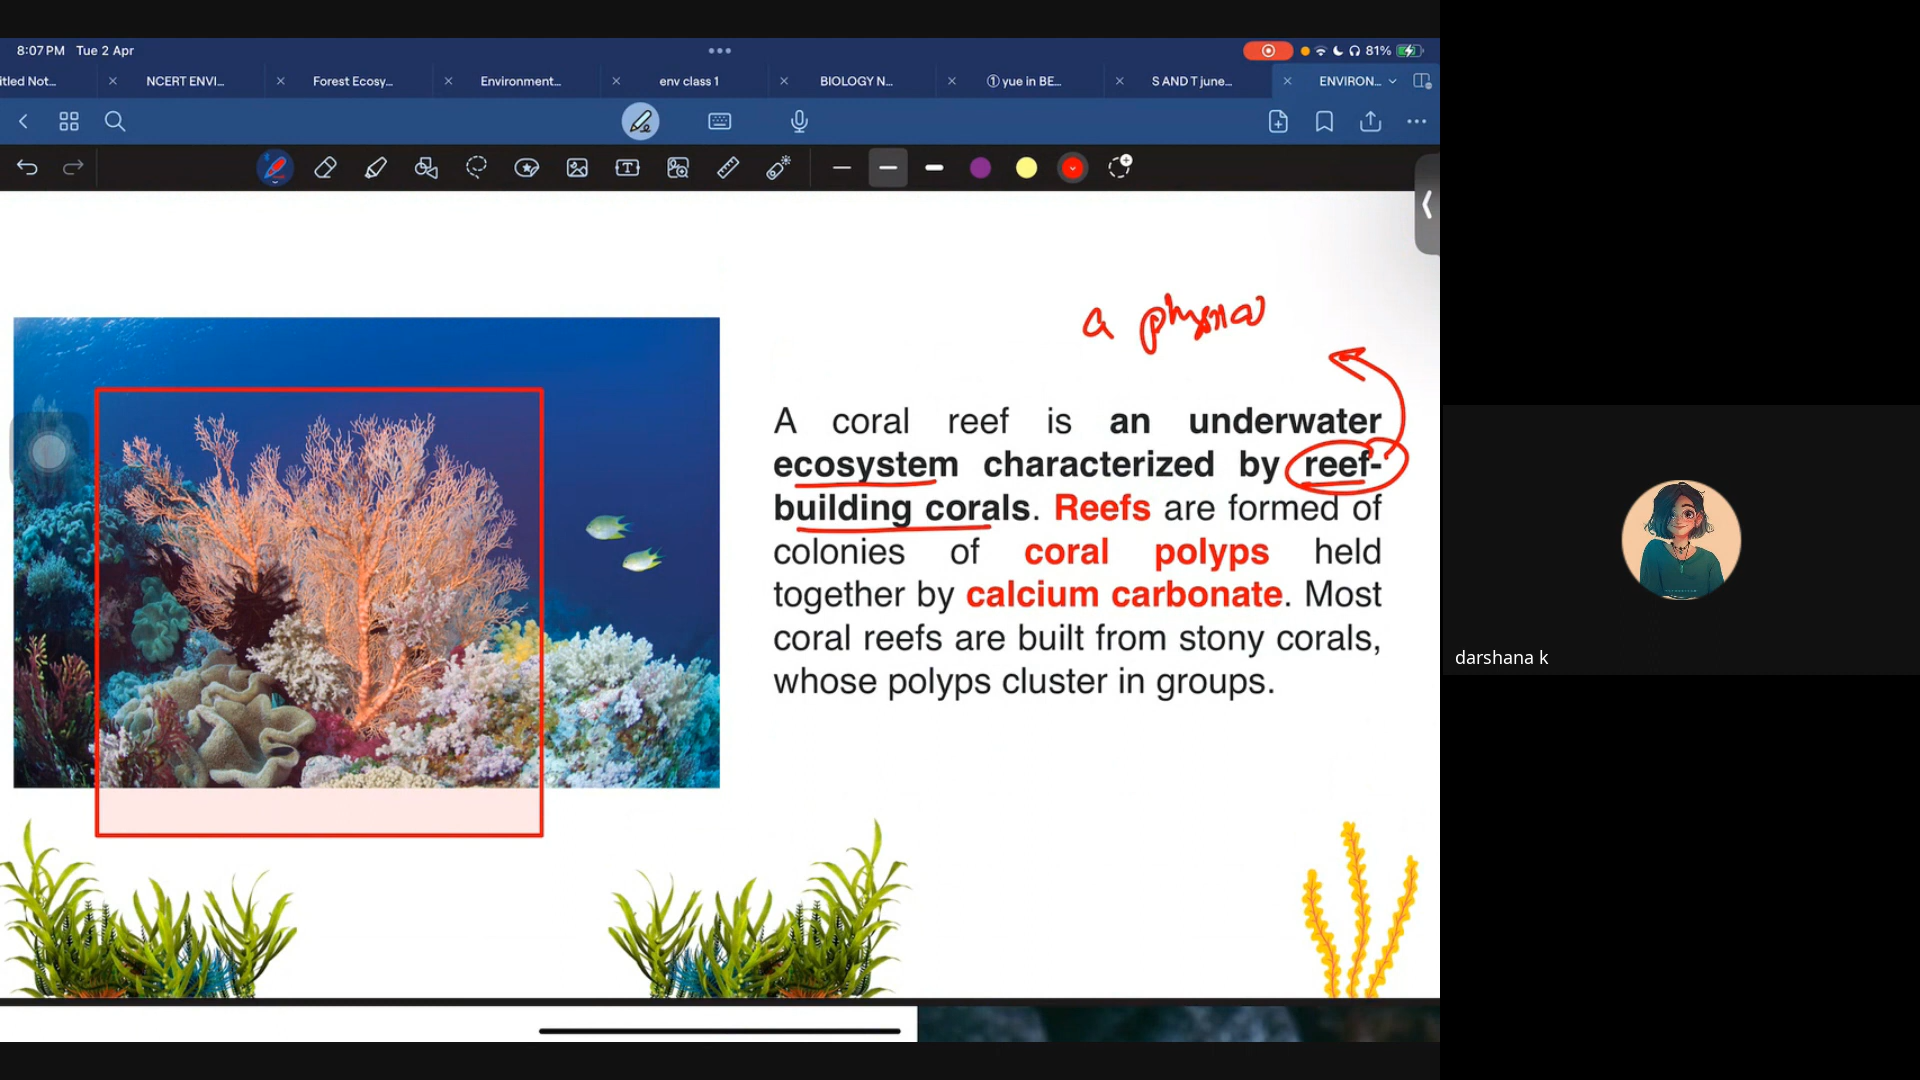 8:07 PM Tue 2 Apr
81%
itled Not...
NCERT ENVI...
Forest Ecosy...
Environment...
env class 1
BIOLOGY N...
① yue in BE...
S AND T june...
ENVIRON...
a
A coral reef is an underwater
ecosystem characterized by reef-
building corals. Reefs are formed of
colonies of coral polyps held
together by calcium carbonate. Most
coral reefs are built from stony corals,
whose polyps cluster in groups.
darshana k